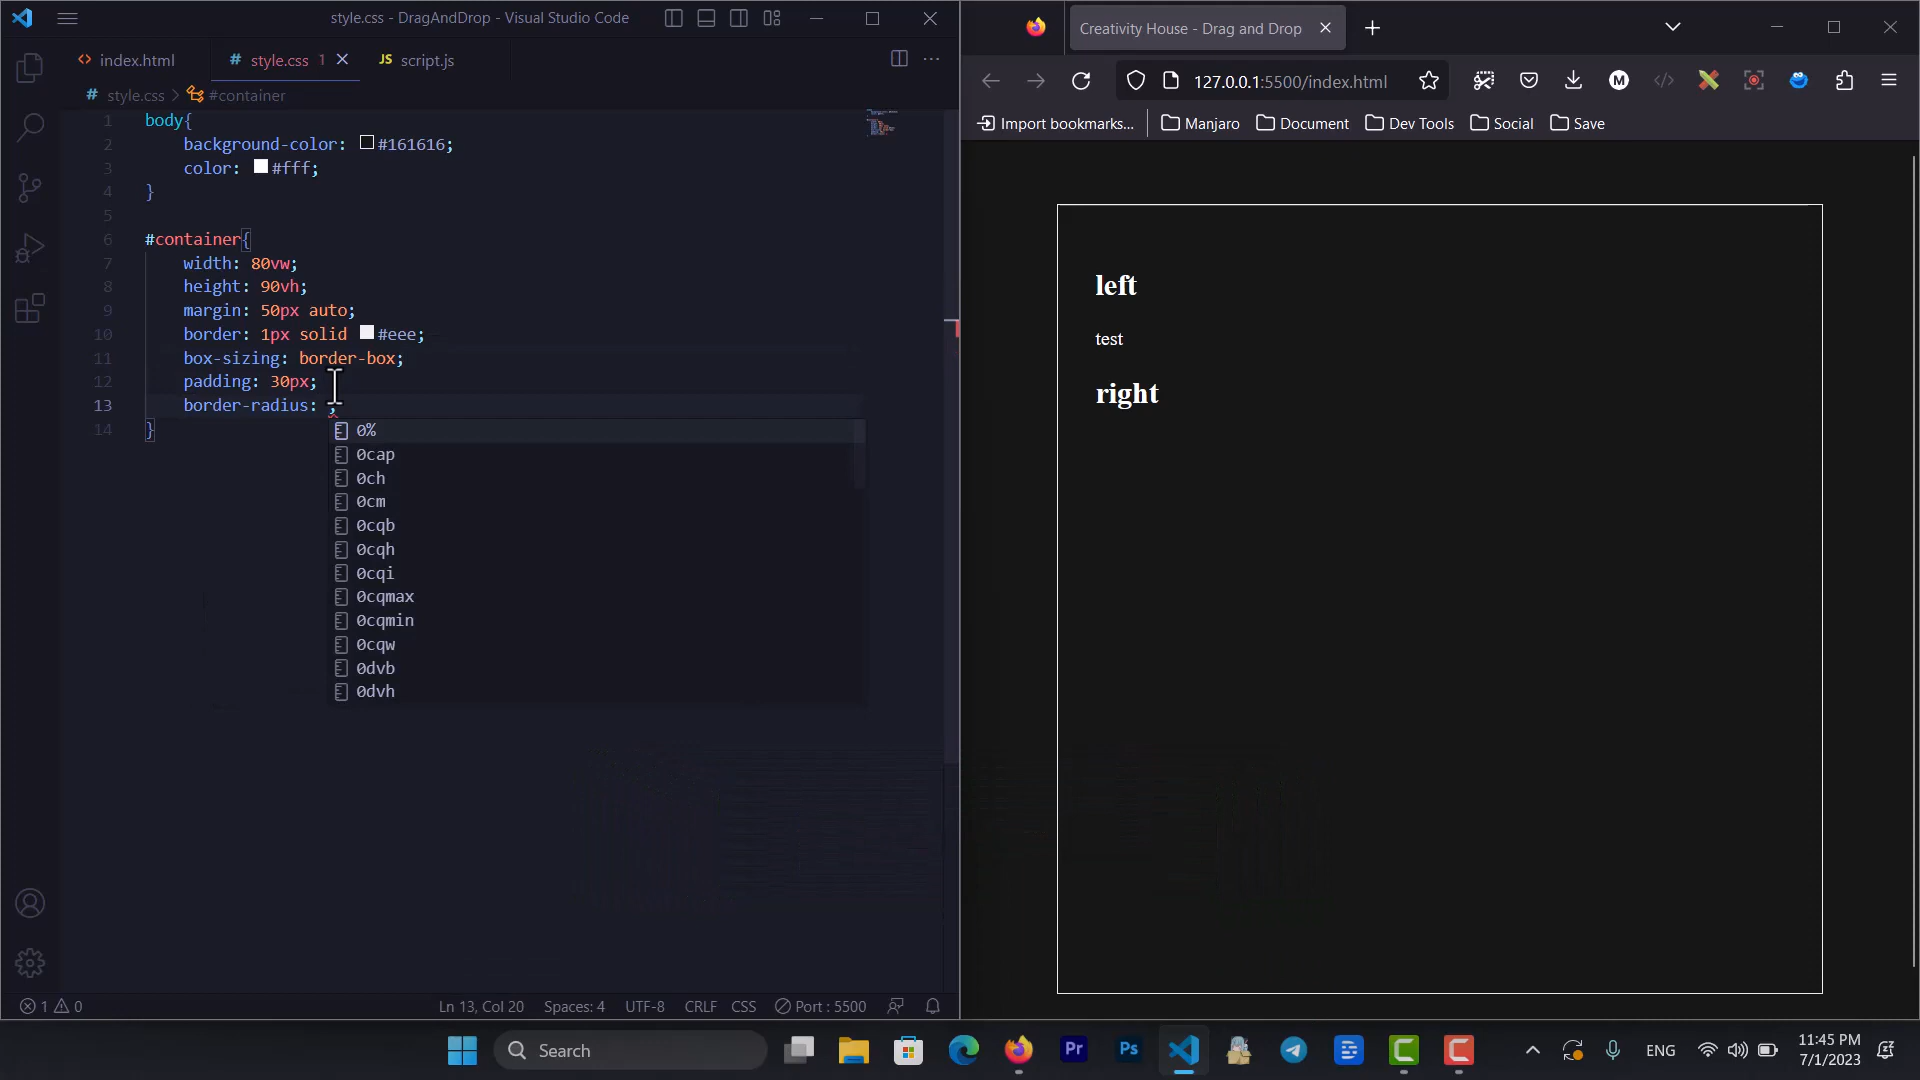 style.css - DragAndDrop - Visual Studio Code
index.html
# style.css 1
JS script.js
# style.css > #container
1 body{
2 background-color: #161616;
3 color: #fff;
4 }
5
6 #container{
7 width: 80vw;
8 height: 90vh;
9 margin: 50px auto;
10 border: 1px solid #eee;
11 box-sizing: border-box;
12 padding: 30px;
13 border-radius: ;
14 }
0%
0cap
0ch
0cm
0cqb
0cqh
0cqi
0cqmax
0cqmin
0cqw
0dvb
0dvh
1 0
Ln 13, Col 20
Spaces: 4
UTF-8
CRLF
CSS
Port : 5500
Creativity House - Drag and Drop
127.0.0.1:5500/index.html
M
Import bookmarks...
Manjaro
Document
Dev Tools
Social
Save
left
test
right
Search
Pr
Ps
ENG
11:45 PM
7/1/2023